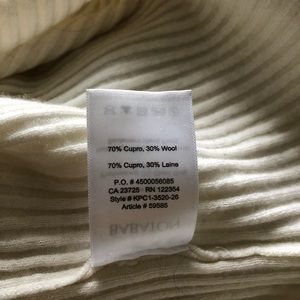 70% Cupro, 30% Wool
70% Cupro, 30% Laine
P.O. # 4500056085
CA 23725 RN 122354
Style # KPC1-3520-26
Article # 59585
BABATON